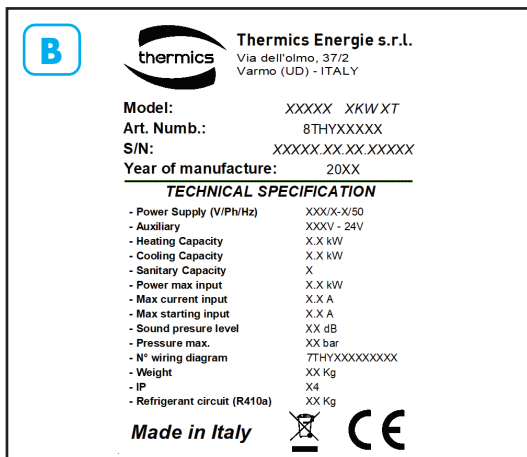 B
thermics
Thermics Energie s.r.l.
Via dell'olmo, 37/2
Varmo (UD) - ITALY
Model: XXXXX XKW XT
Art. Numb.: 8THYXXXXX
S/N: XXXXX.XX.XX.XXXXX
Year of manufacture: 20XX
TECHNICAL SPECIFICATION
- Power Supply (V/Ph/Hz) XXX/X-X/50
- Auxiliary XXXV - 24V
- Heating Capacity X.X kW
- Cooling Capacity X.X kW
- Sanitary Capacity X
- Power max input X.X kW
- Max current input X.X A
- Max starting input X.X A
- Sound presure level XX dB
- Pressure max. XX bar
- N° wiring diagram 7THYXXXXXXXXX
- Weight XX Kg
- IP X4
- Refrigerant circuit (R410a) XX Kg
Made in Italy CE